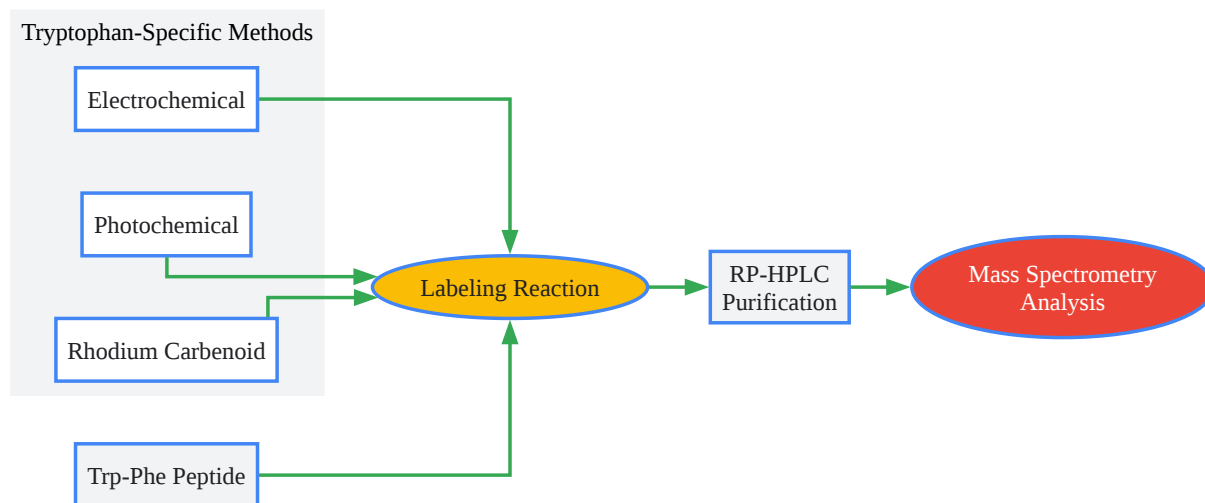 Tryptophan-Specific Methods
Electrochemical
Photochemical
Rhodium Carbenoid
Trp-Phe Peptide
Labeling Reaction
RP-HPLC
Purification
Mass Spectrometry
Analysis